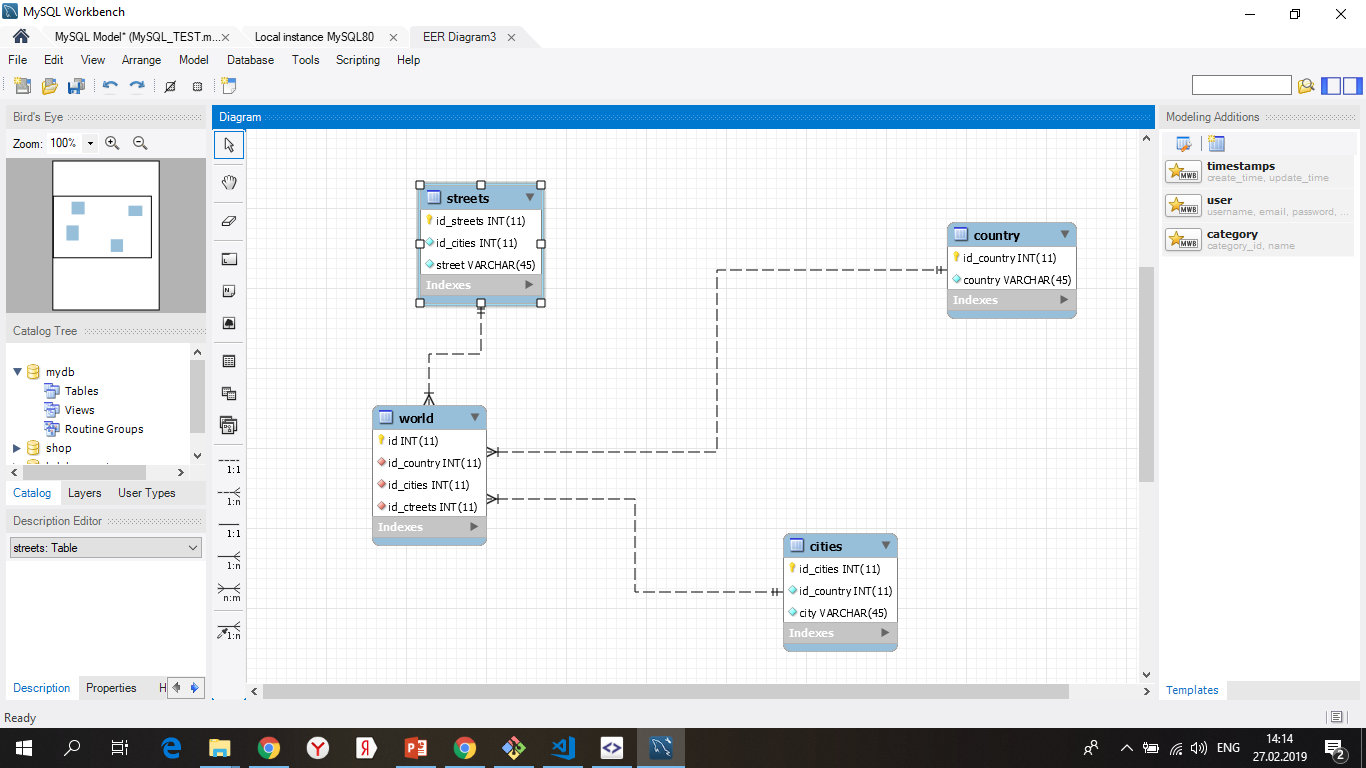 MySQL Workbench
MySQL Model* (MySQL_TEST.m...
Local instance MySQL80
EER Diagram3
File Edit View Arrange Model Database Tools Scripting Help
Bird's Eye
Zoom: 100%
Catalog Tree
mydb
Tables
Views
Routine Groups
shop
Catalog Layers User Types
Description Editor
streets: Table
Description Properties H
Ready
Diagram
1:1
1:n
1:1
1:n
n:m
1:n
streets
id_streets INT(11)
id_cities INT(11)
street VARCHAR(45)
Indexes
country
id_country INT(11)
country VARCHAR(45)
Indexes
world
id INT(11)
id_country INT(11)
id_cities INT(11)
id_ctreets INT(11)
Indexes
cities
id_cities INT(11)
id_country INT(11)
city VARCHAR(45)
Indexes
Modeling Additions
MWB
timestamps
create_time, update_time
MWB
user
username, email, password, ...
MWB
category
category_id, name
Templates
ENG
14:14
27.02.2019
2